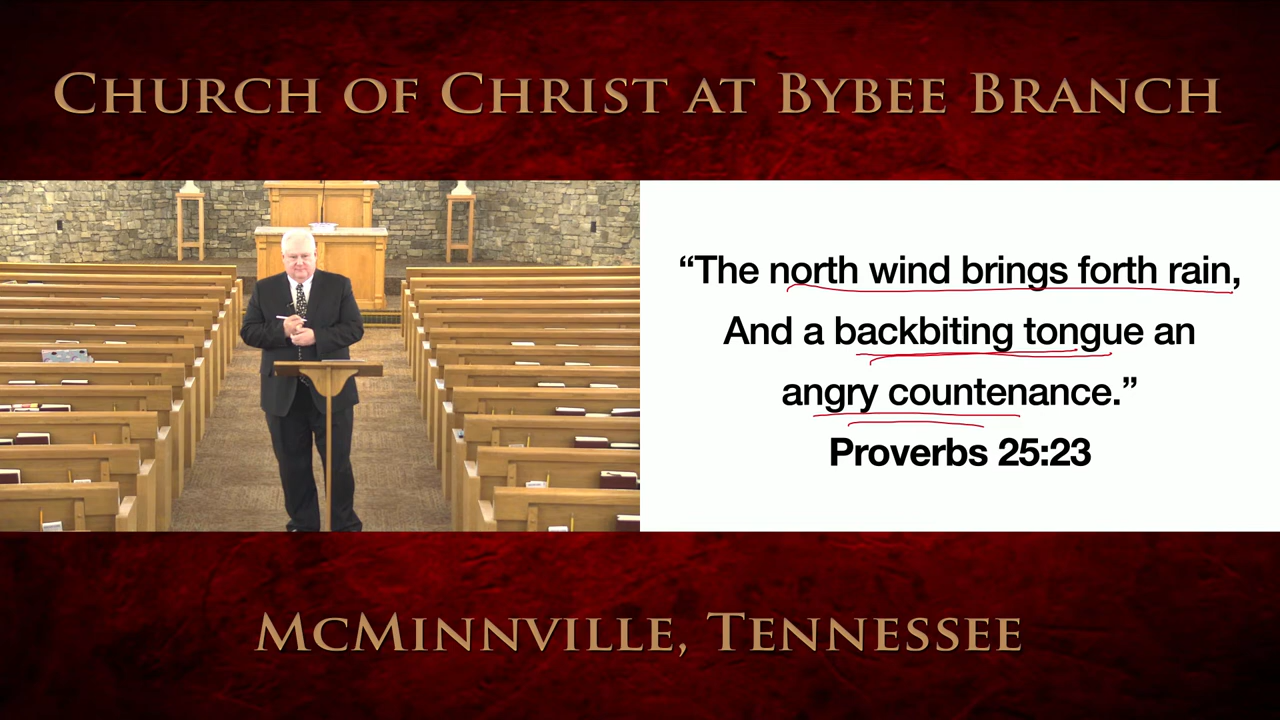 Church of Christ at Bybee Branch
“The north wind brings forth rain,
And a backbiting tongue an
angry countenance.”
Proverbs 25:23
McMinnville, Tennessee